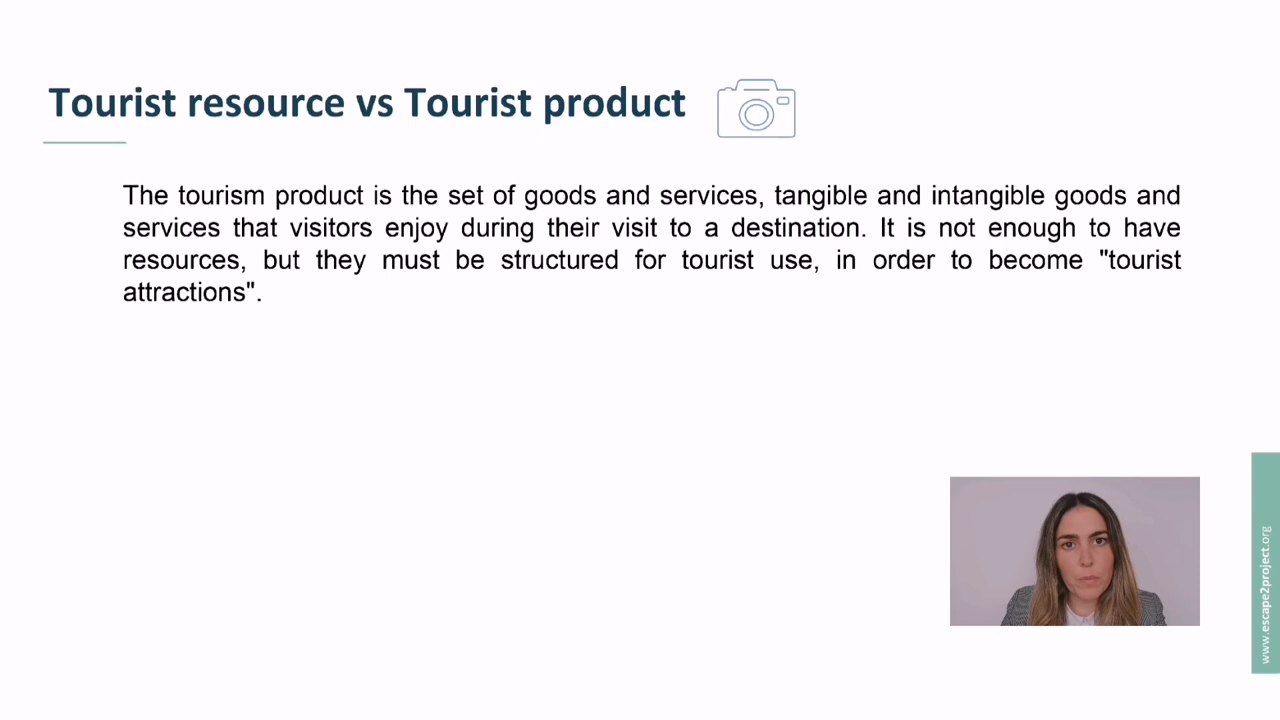 Tourist resource vs Tourist product
The tourism product is the set of goods and services, tangible and intangible goods and
services that visitors enjoy during their visit to a destination. It is not enough to have
resources, but they must be structured for tourist use, in order to become "tourist
attractions".
www.escape2project.org